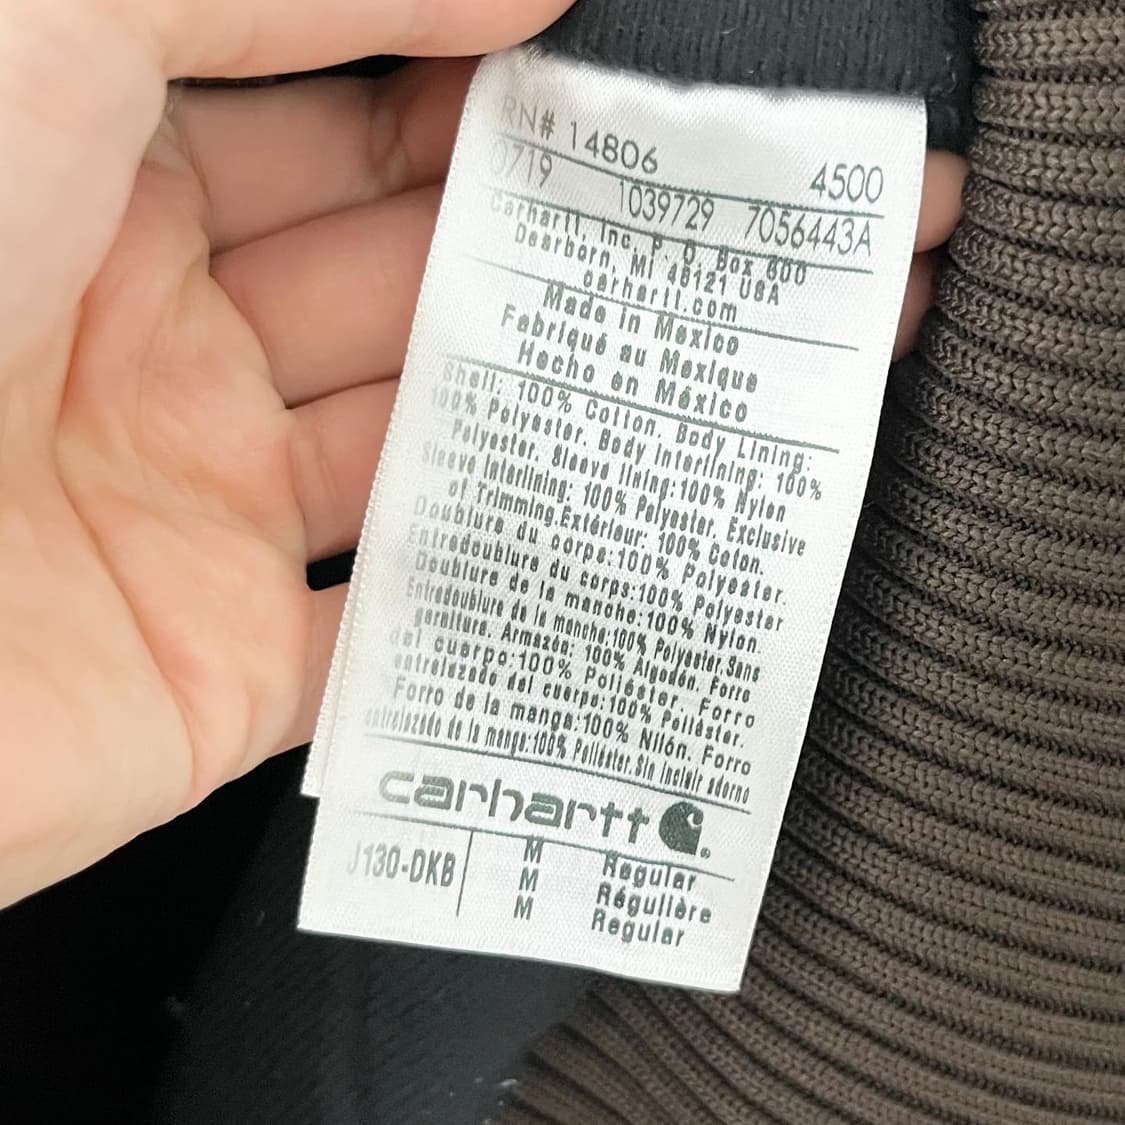 RN# 14806 4500
0719 1039729 7056443A
Carhartt, Inc. P. O. Box 600
Dearborn, MI 48121 USA
carhartt.com
Made in Mexico
Fabriqué au Mexique
Hecho en México
Shell: 100% Cotton. Body Lining:
100% Polyester. Body Interlining: 100%
Polyester. Sleeve lining:100% Nylon
Sleeve Interlining: 100% Polyester. Exclusive
of Trimming.Extérieur: 100% Coton.
Doublure du corps:100% Polyester.
Entredoublure du corps:100% Polyester
Doublure de la manche:100% Nylon.
Entredoublure de la manche:100% Polyester.Sans
garniture. Armazón: 100% Algodón. Forro
del cuerpo:100% Poliéster. Forro
entrelazado del cuerpo:100% Poliéster.
Forro de la manga:100% Nilón. Forro
entrelazado de la manga:100% Poliéster.Sin incluir adorno
carhartt
J130-DKB M Regular
M Régulière
M Regular